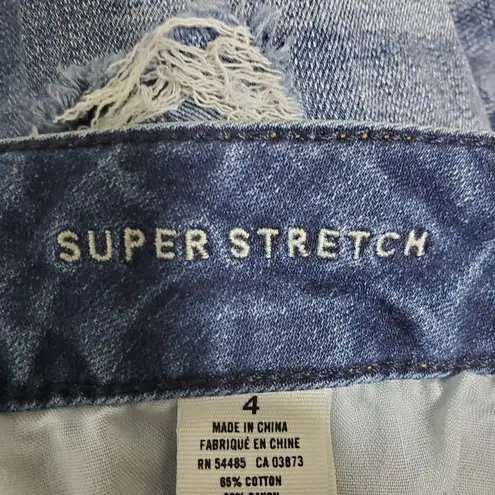 SUPER STRETCH
4
MADE IN CHINA
FABRIQUÉ EN CHINE
RN 54485 CA 03873
65% COTTON